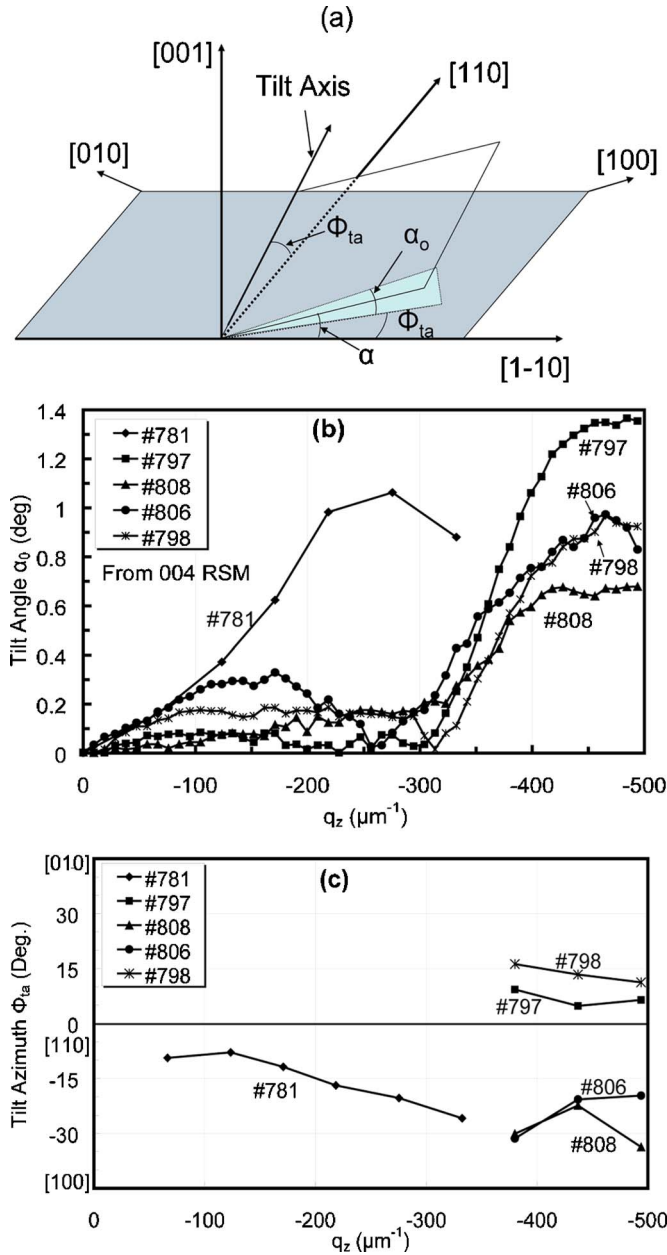 (a)
[001]
[110]
Tilt Axis
[010]
[100]
Φta
αo
Φta
α
[1-10]
(b)
1.4
1.2
1
0.8
0.6
0.4
0.2
0
Tilt Angle α0 (deg)
#781
#797
#808
#806
#798
From 004 RSM
#781
#797
#806
#798
#808
0 -100 -200 -300 -400 -500
qz (µm-1)
(c)
[010]
30
15
0
[110]
-15
-30
[100]
Tilt Azimuth Φta (Deg.)
#781
#797
#808
#806
#798
#798
#797
#781
#806
#808
0 -100 -200 -300 -400 -500
qz (µm-1)